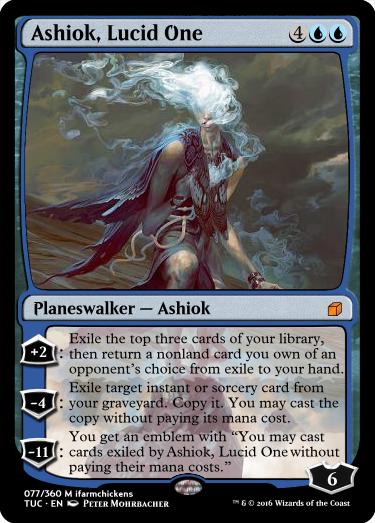 Ashiok, Lucid One 4
Planeswalker — Ashiok
+2: Exile the top three cards of your library,
then return a nonland card you own of an
opponent's choice from exile to your hand.
-4: Exile target instant or sorcery card from
your graveyard. Copy it. You may cast the
copy without paying its mana cost.
-11: You get an emblem with "You may cast
cards exiled by Ashiok, Lucid One without
paying their mana costs."
6
077/360 M ifarmchickens
TUC • EN Peter Mohrbacher
™ & © 2016 Wizards of the Coast